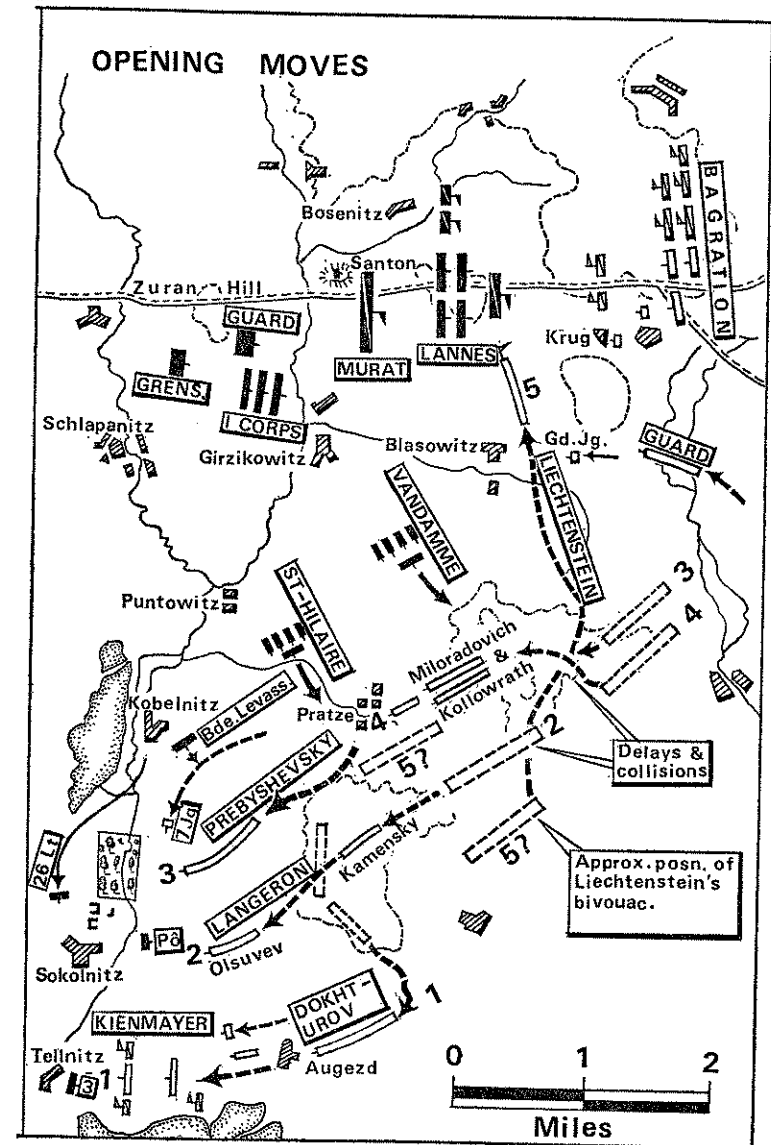 OPENING MOVES
BAGRATION
Bosenitz
Santon
Zuran Hill
GUARD
Krug
MURAT
LANNES
GRENS.
I CORPS
5
Schlapanitz
Girzikowitz
Blasowitz
Gd.Jg.
GUARD
VANDAMME
LIECHTENSTEIN
3
4
Puntowitz
ST-HILAIRE
Miloradovich
&
Kollowrath
Kobelnitz
Bde.Levass.
Pratze
4
2
Delays &
collisions
5?
PREBYSHEVSKY
7Jg
3
Kamensky
5?
Approx.posn. of
Liechtenstein's
bivouac.
26 Lt
LANGERON
Pô
2
Olsuvev
Sokolnitz
1
DOKHT-
UROV
KIENMAYER
Tellnitz
3
1
Augezd
0 1 2
Miles